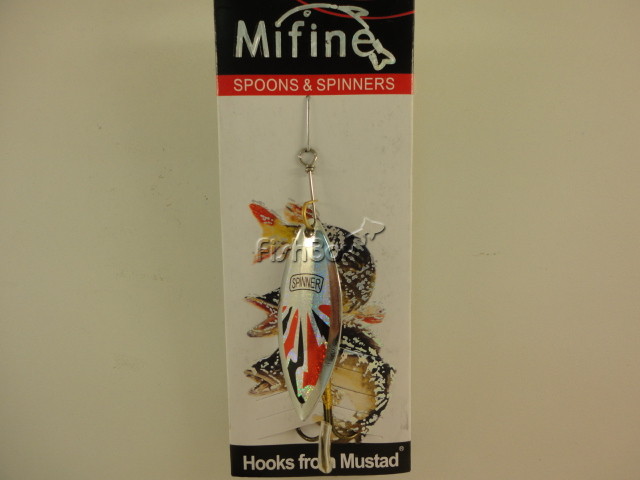 Mifine
SPOONS & SPINNERS
SPINNER
Hooks from Mustad®